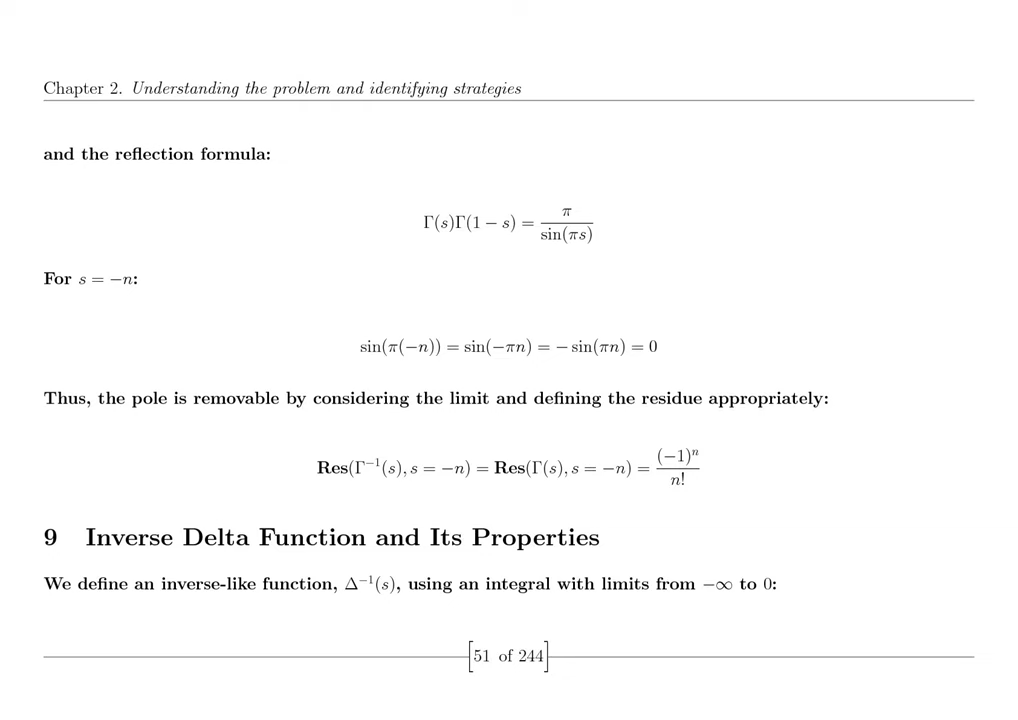 Chapter 2. Understanding the problem and identifying strategies
and the reflection formula:
Γ(s)Γ(1 − s) = π / sin(πs)
For s = −n:
sin(π(−n)) = sin(−πn) = − sin(πn) = 0
Thus, the pole is removable by considering the limit and defining the residue appropriately:
Res(Γ⁻¹(s), s = −n) = Res(Γ(s), s = −n) = (−1)ⁿ / n!
9 Inverse Delta Function and Its Properties
We define an inverse-like function, Δ⁻¹(s), using an integral with limits from −∞ to 0:
[51 of 244]